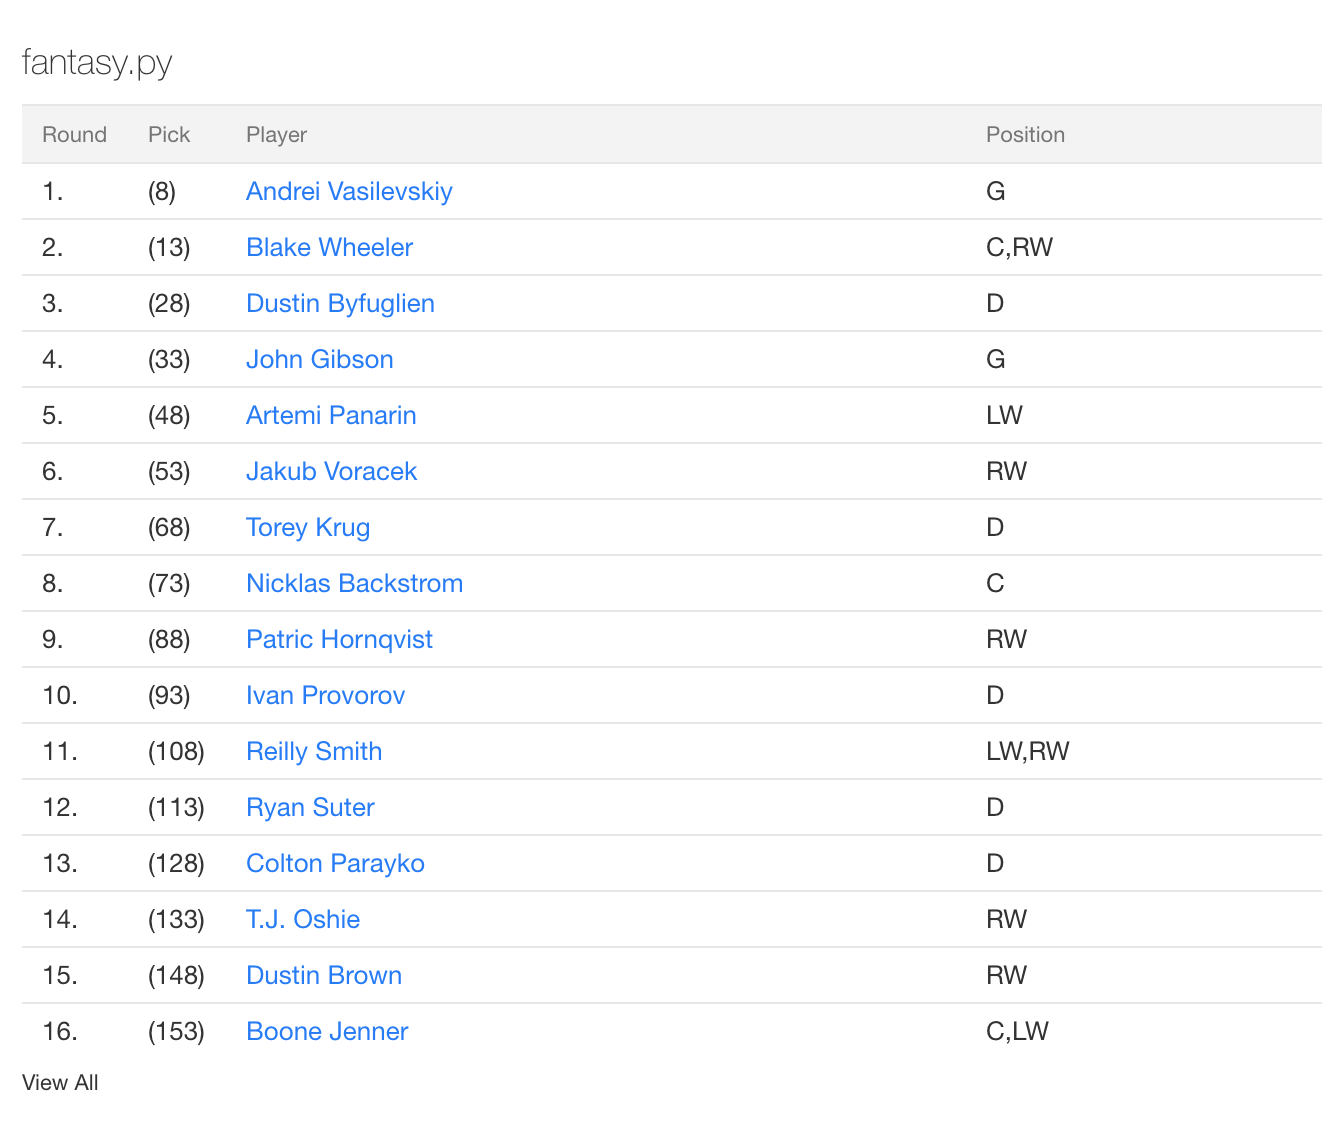 fantasy.py
Round Pick Player Position
1. (8) Andrei Vasilevskiy G
2. (13) Blake Wheeler C,RW
3. (28) Dustin Byfuglien D
4. (33) John Gibson G
5. (48) Artemi Panarin LW
6. (53) Jakub Voracek RW
7. (68) Torey Krug D
8. (73) Nicklas Backstrom C
9. (88) Patric Hornqvist RW
10. (93) Ivan Provorov D
11. (108) Reilly Smith LW,RW
12. (113) Ryan Suter D
13. (128) Colton Parayko D
14. (133) T.J. Oshie RW
15. (148) Dustin Brown RW
16. (153) Boone Jenner C,LW
View All